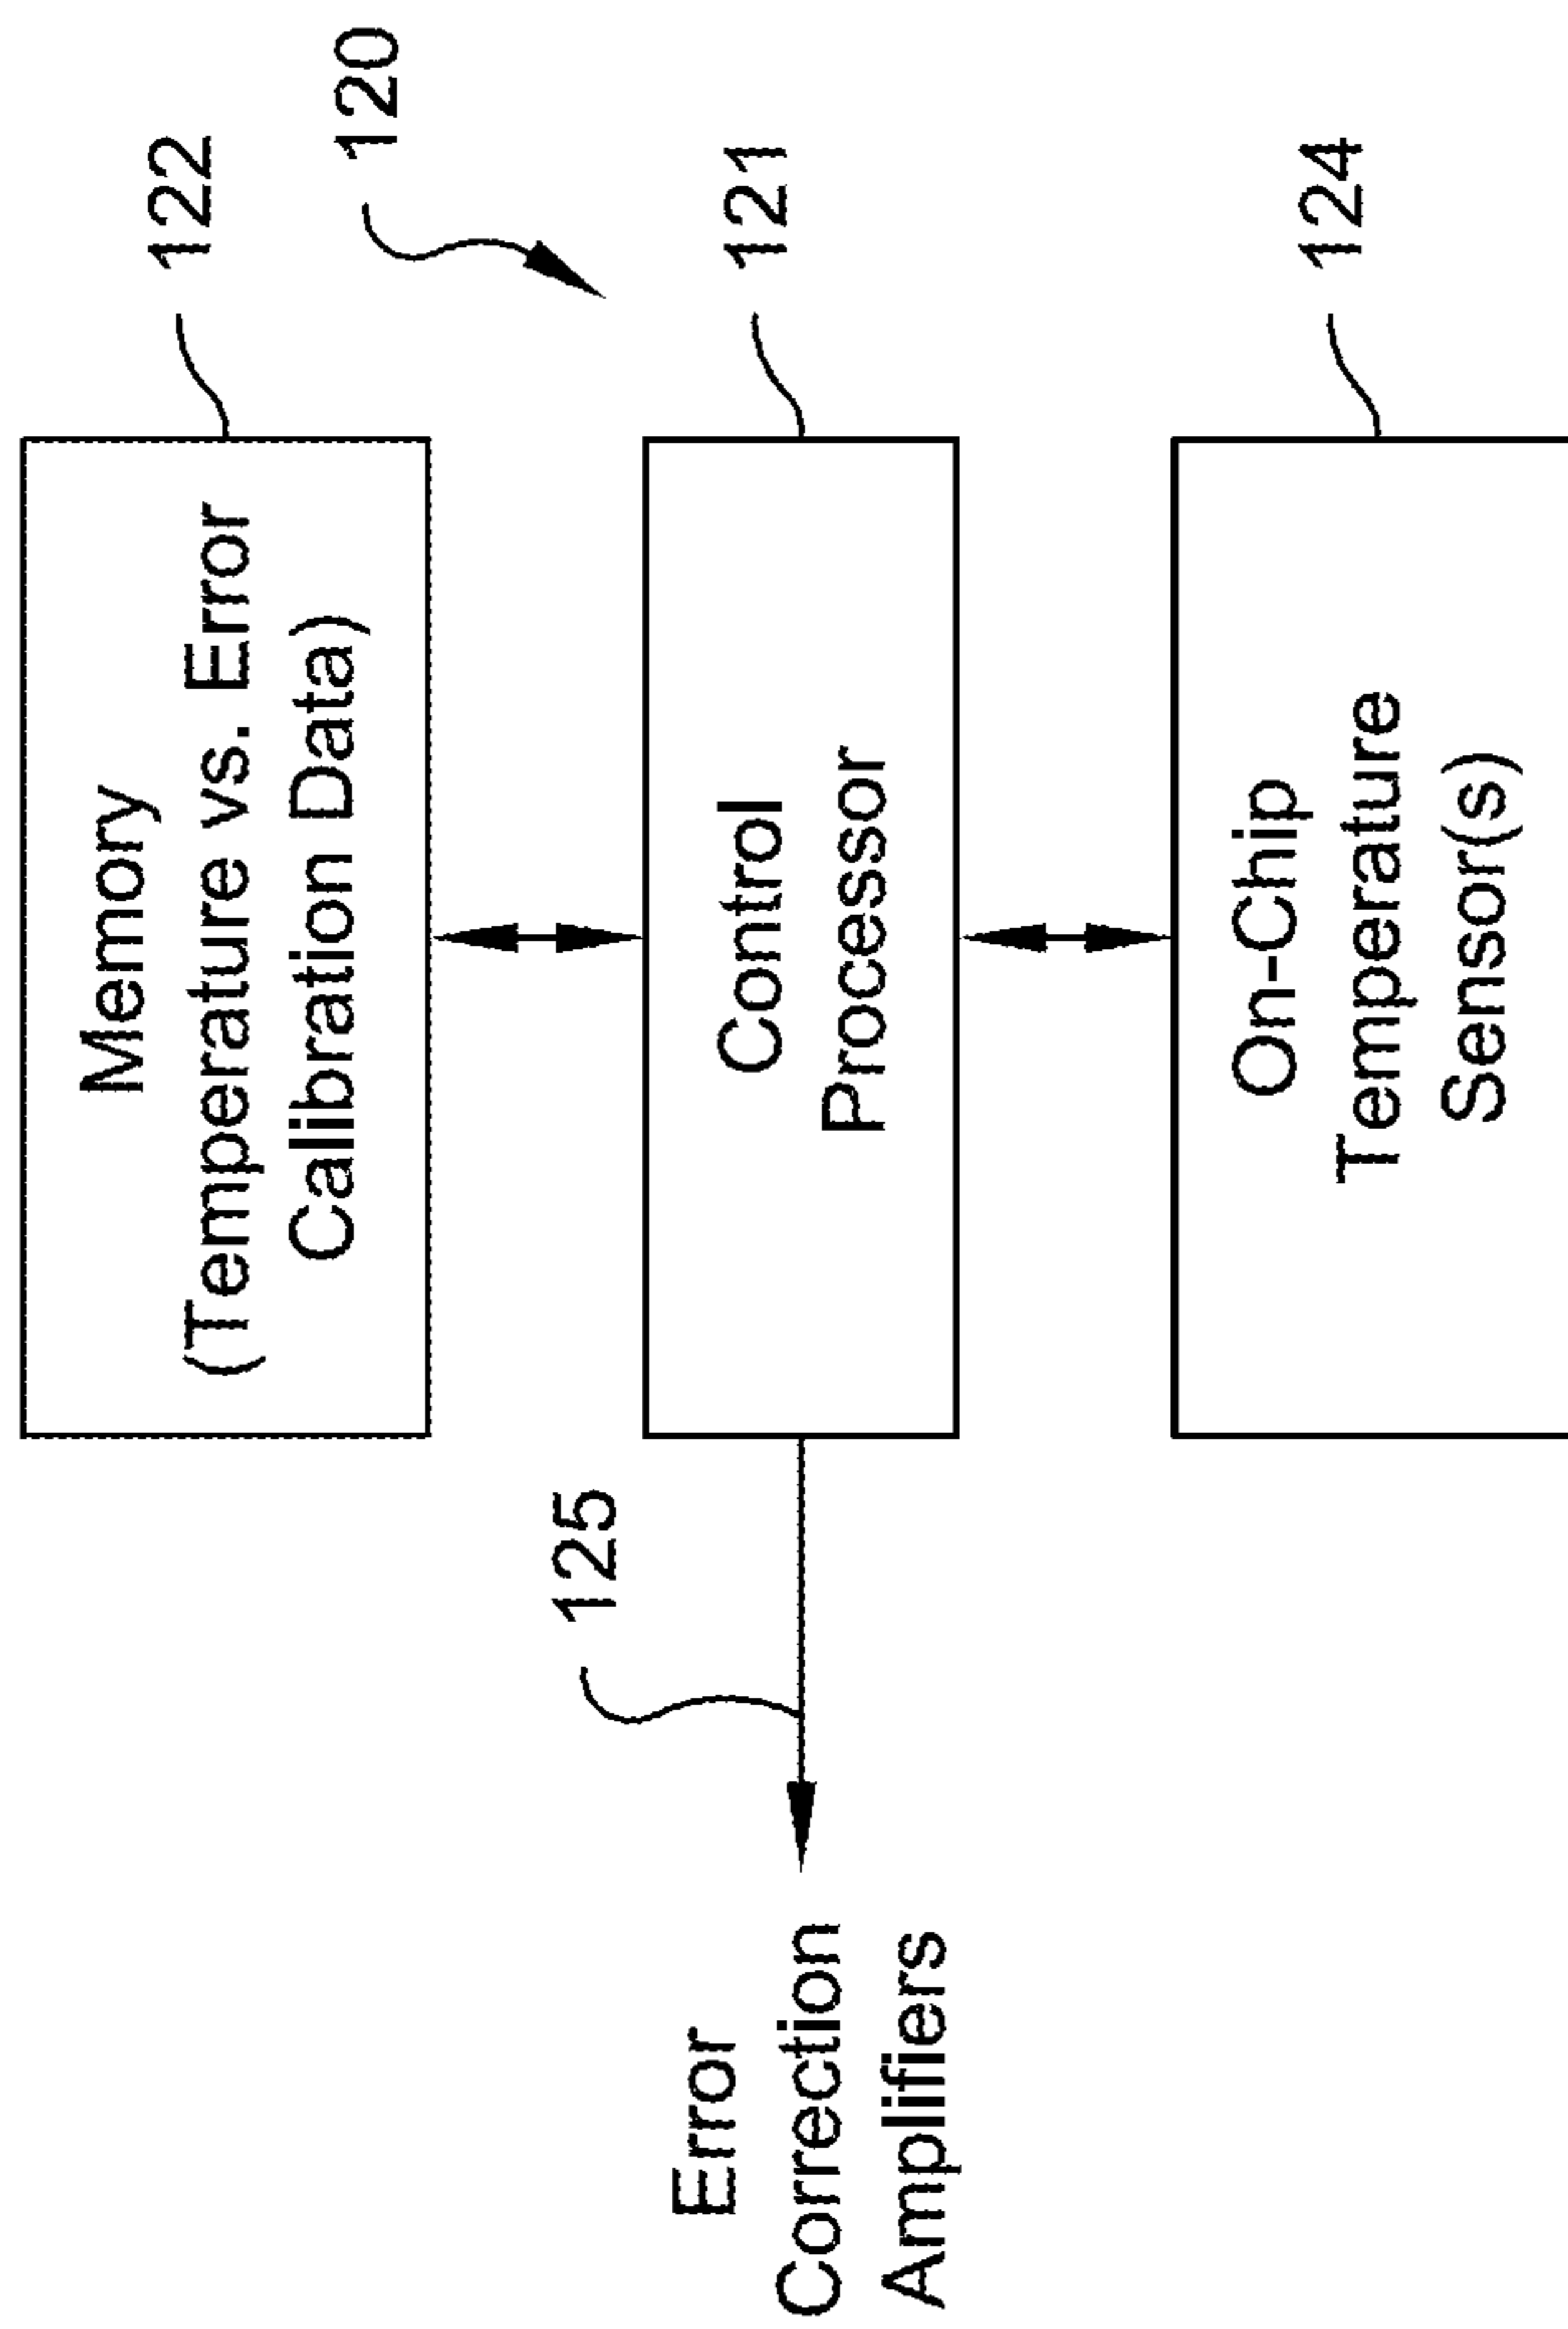 122
120
Memory
(Temperature vs. Error
Calibration Data)
125
121
Control
Processor
Error
Correction
Amplifiers
124
On-Chip
Temperature
Sensor(s)